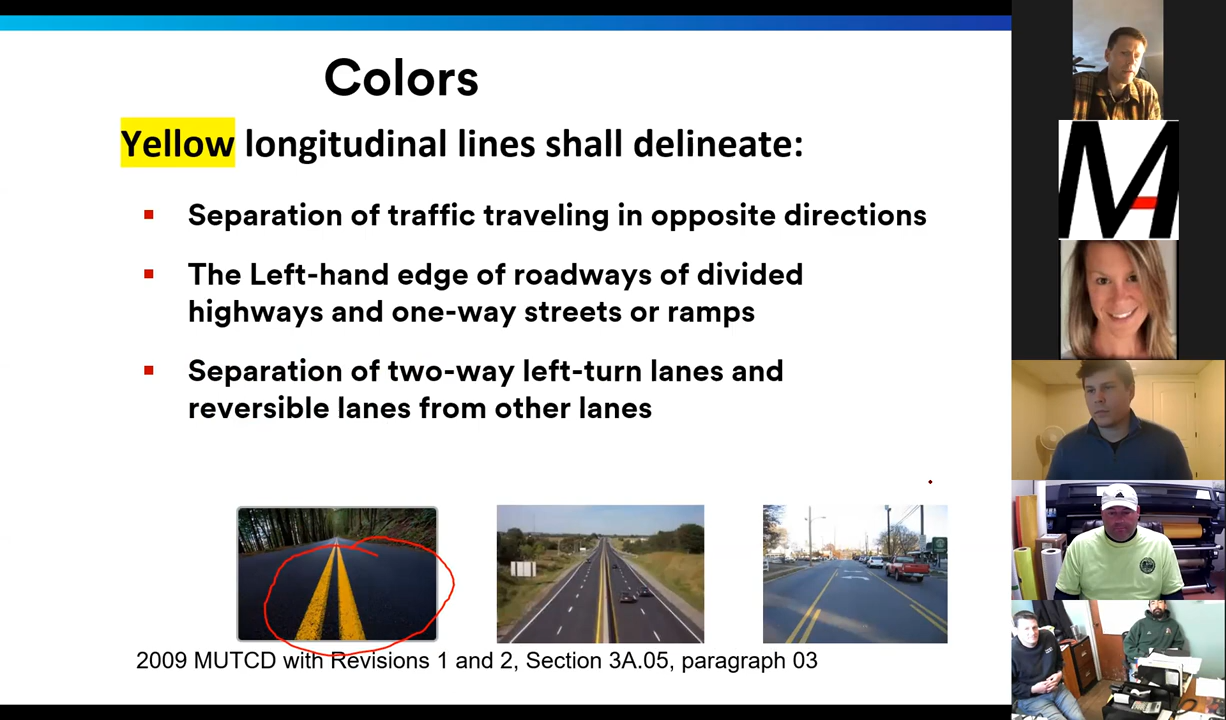 Colors
Yellow longitudinal lines shall delineate:
Separation of traffic traveling in opposite directions
The Left-hand edge of roadways of divided
highways and one-way streets or ramps
Separation of two-way left-turn lanes and
reversible lanes from other lanes
2009 MUTCD with Revisions 1 and 2, Section 3A.05, paragraph 03
MA